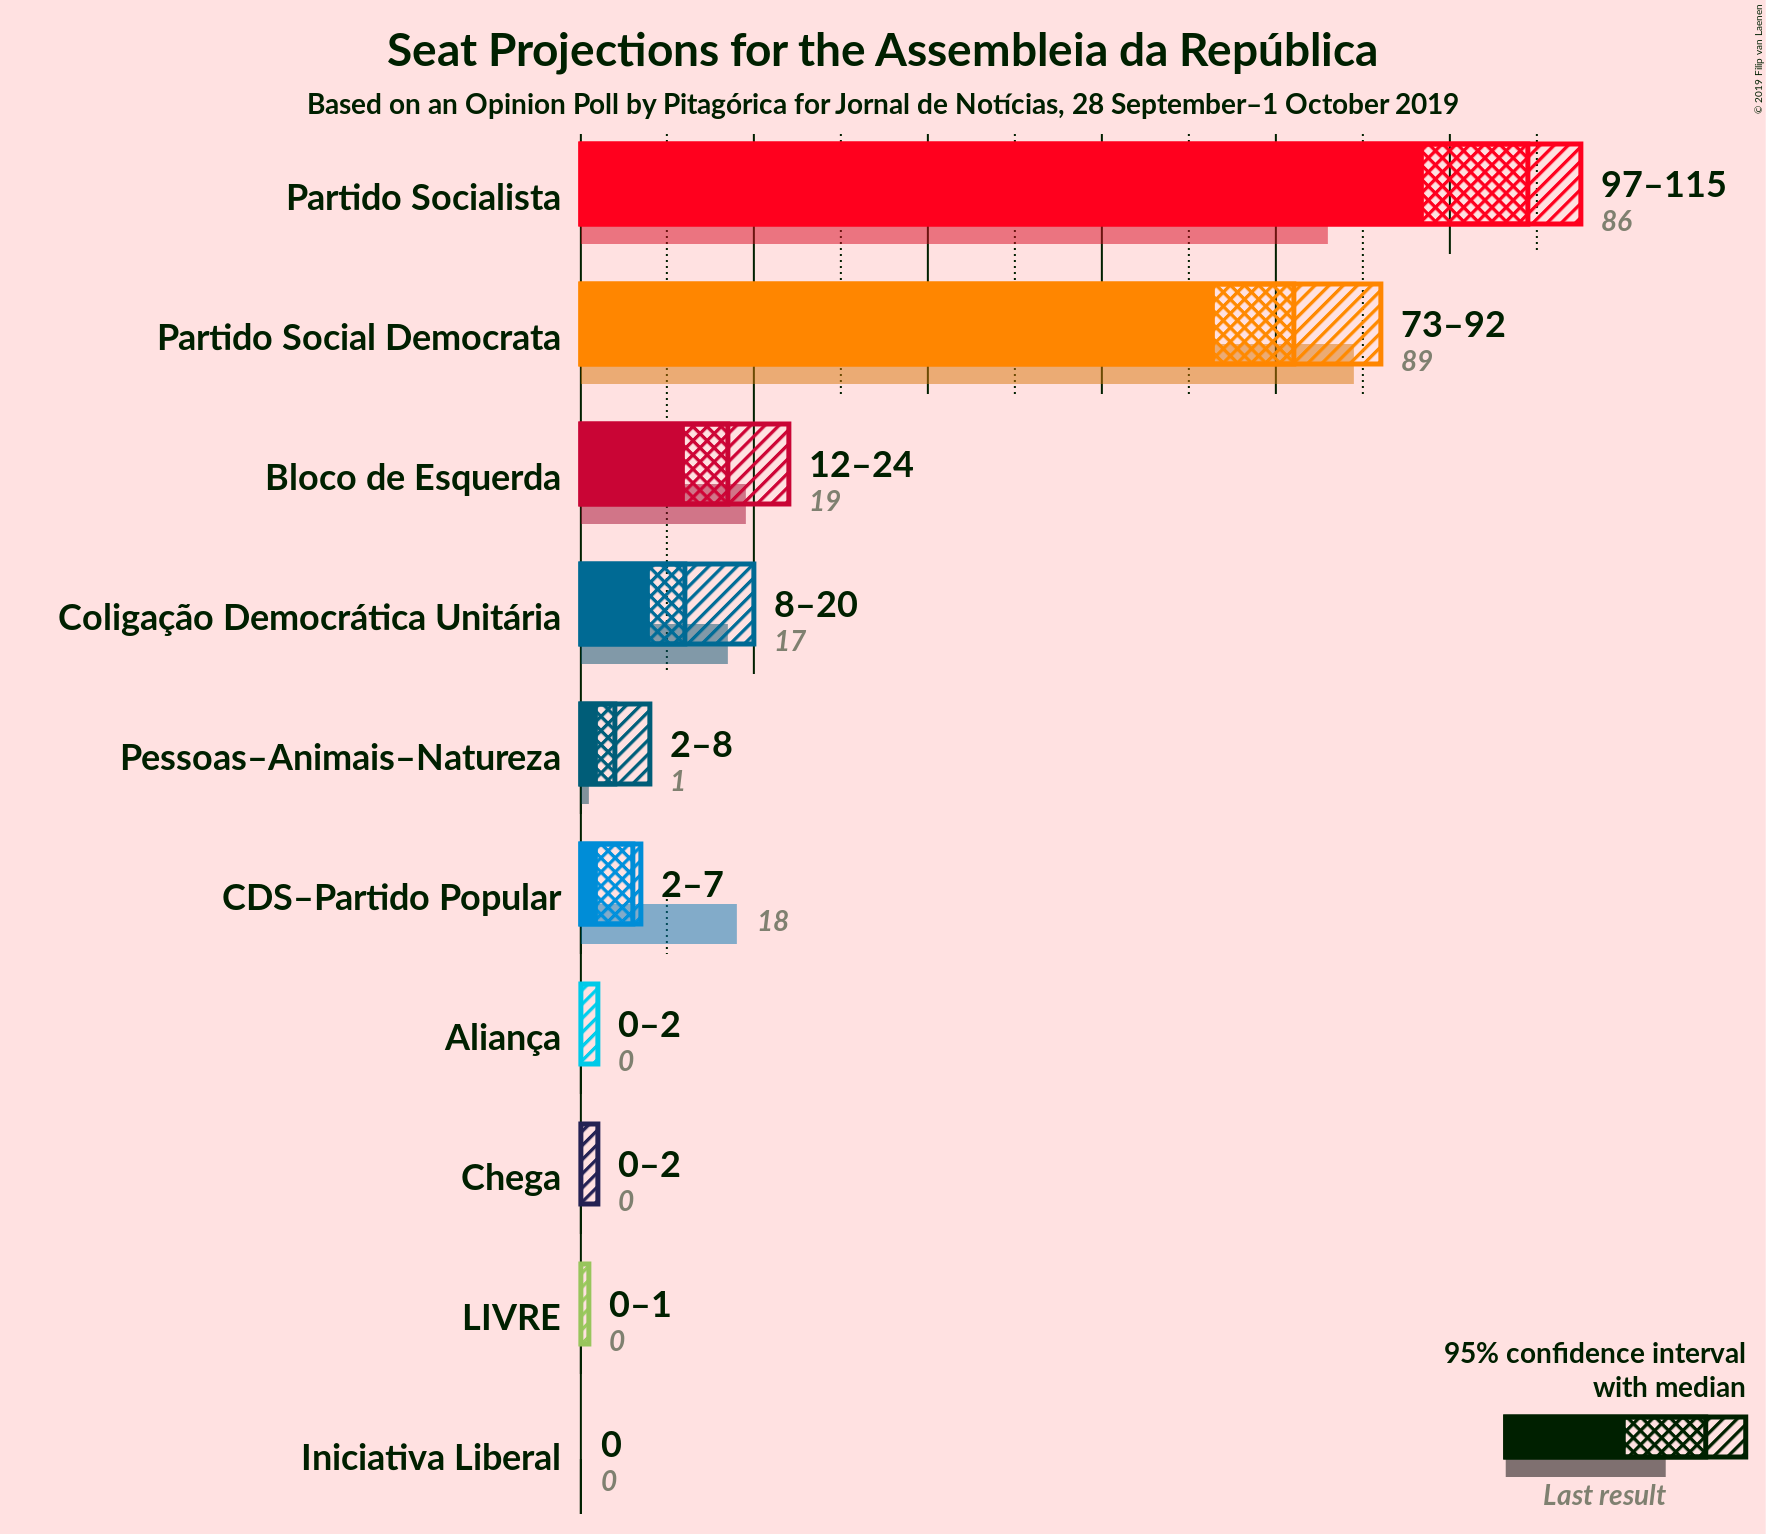 Seat Projections for the Assembleia da República
Based on an Opinion Poll by Pitagórica for Jornal de Notícias, 28 September–1 October 2019
© 2019 Filip van Laenen
Partido Socialista
97–115
86
Partido Social Democrata
73–92
89
Bloco de Esquerda
12–24
19
Coligação Democrática Unitária
8–20
17
Pessoas–Animais–Natureza
2–8
1
CDS–Partido Popular
2–7
18
Aliança
0–2
0
Chega
0–2
0
LIVRE
0–1
0
Iniciativa Liberal
0
0
95% confidence interval
with median
Last result